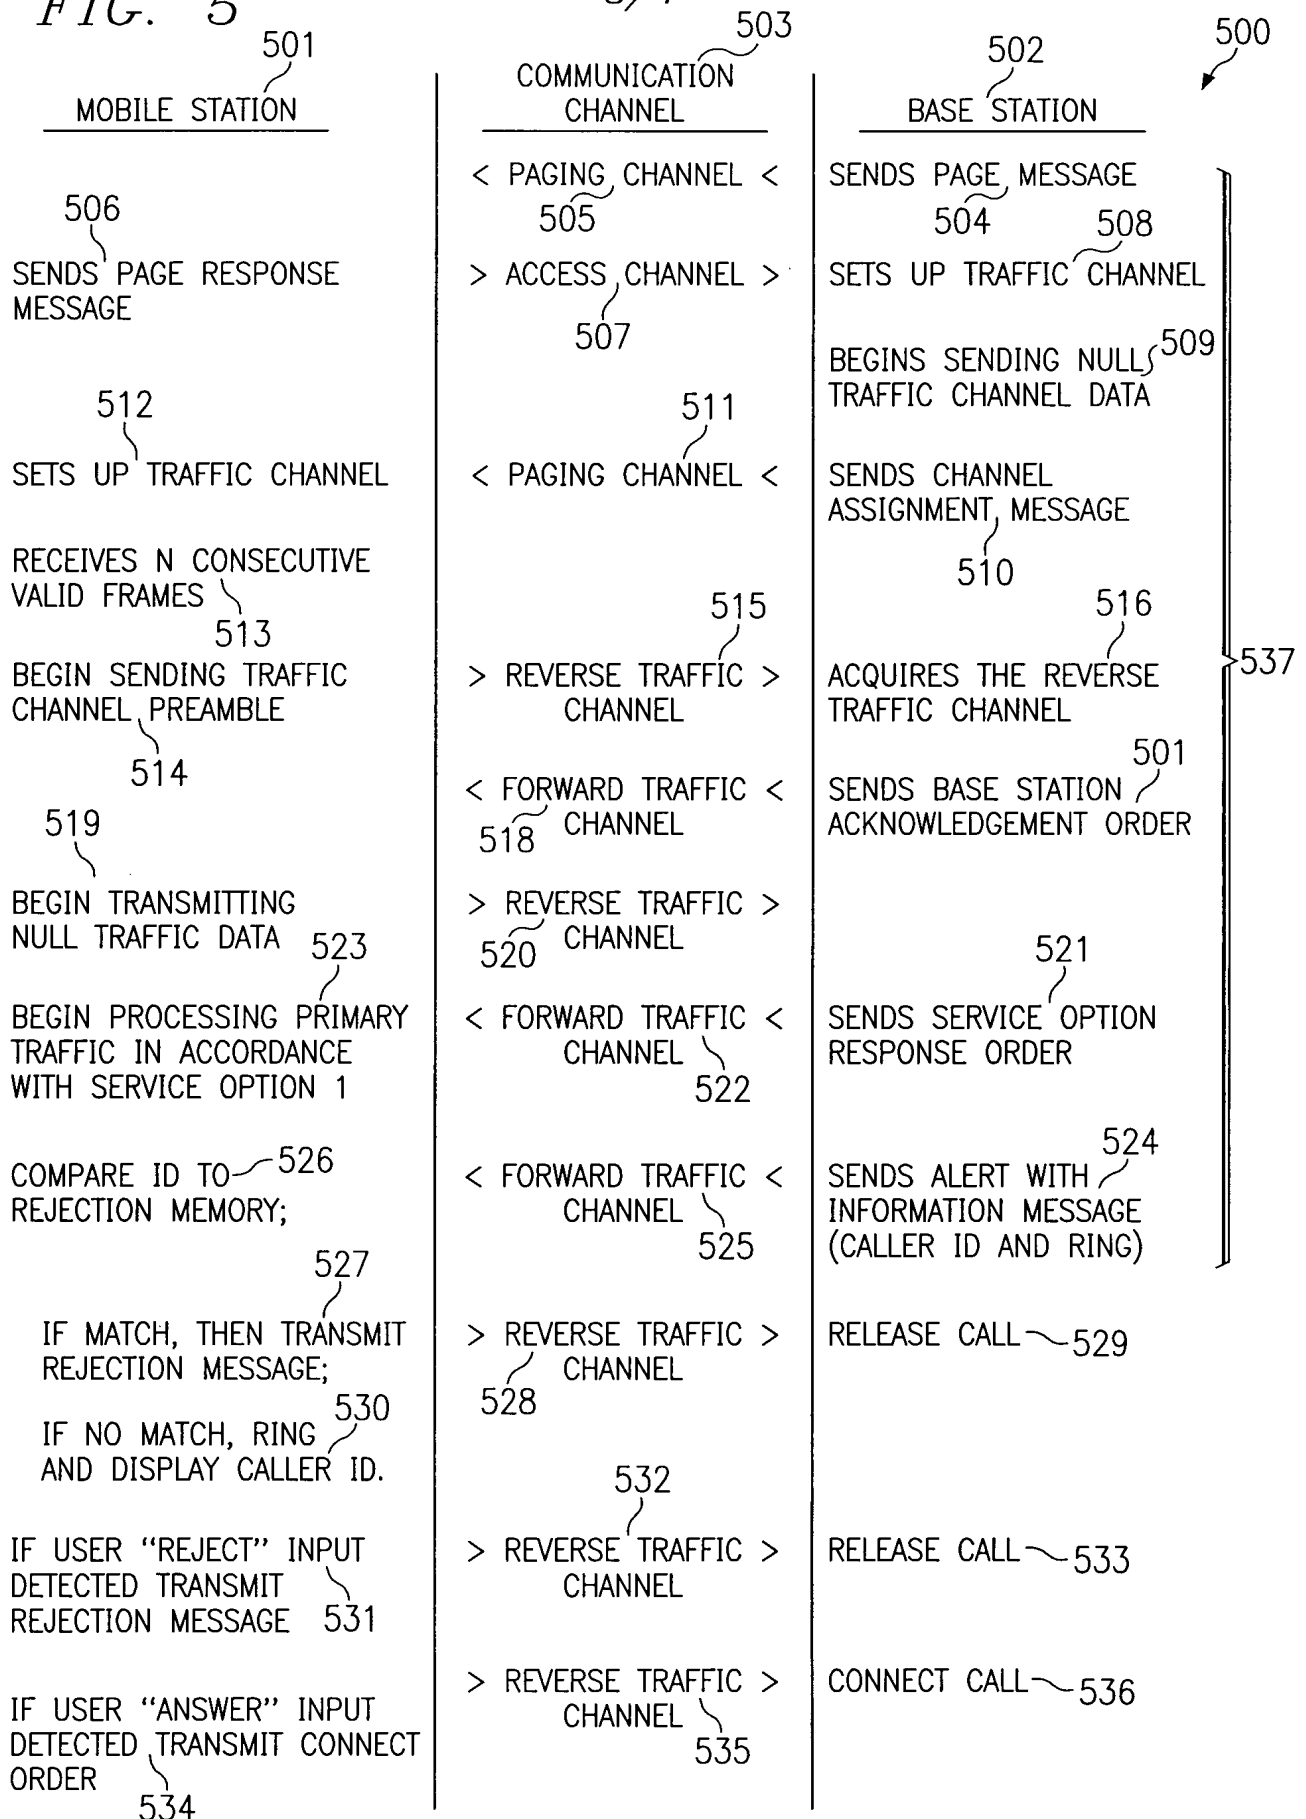 FIG. 5
501
503
502
500
MOBILE STATION
COMMUNICATION
CHANNEL
BASE STATION
< PAGING CHANNEL <
SENDS PAGE MESSAGE
506
505
504
508
SENDS PAGE RESPONSE
MESSAGE
> ACCESS CHANNEL >
SETS UP TRAFFIC CHANNEL
507
BEGINS SENDING NULL
TRAFFIC CHANNEL DATA
509
512
511
SETS UP TRAFFIC CHANNEL
< PAGING CHANNEL <
SENDS CHANNEL
ASSIGNMENT MESSAGE
510
RECEIVES N CONSECUTIVE
VALID FRAMES
513
515
516
537
BEGIN SENDING TRAFFIC
CHANNEL PREAMBLE
514
> REVERSE TRAFFIC >
CHANNEL
ACQUIRES THE REVERSE
TRAFFIC CHANNEL
501
< FORWARD TRAFFIC <
CHANNEL
518
SENDS BASE STATION
ACKNOWLEDGEMENT ORDER
519
BEGIN TRANSMITTING
NULL TRAFFIC DATA
> REVERSE TRAFFIC >
CHANNEL
520
523
521
BEGIN PROCESSING PRIMARY
TRAFFIC IN ACCORDANCE
WITH SERVICE OPTION 1
< FORWARD TRAFFIC <
CHANNEL
522
SENDS SERVICE OPTION
RESPONSE ORDER
524
COMPARE ID TO 526
REJECTION MEMORY;
< FORWARD TRAFFIC <
CHANNEL
525
SENDS ALERT WITH
INFORMATION MESSAGE
(CALLER ID AND RING)
527
IF MATCH, THEN TRANSMIT
REJECTION MESSAGE;
> REVERSE TRAFFIC >
CHANNEL
528
RELEASE CALL 529
530
IF NO MATCH, RING
AND DISPLAY CALLER ID.
532
IF USER “REJECT” INPUT
DETECTED TRANSMIT
REJECTION MESSAGE 531
> REVERSE TRAFFIC >
CHANNEL
RELEASE CALL 533
> REVERSE TRAFFIC >
CHANNEL
535
CONNECT CALL 536
IF USER “ANSWER” INPUT
DETECTED TRANSMIT CONNECT
ORDER
534